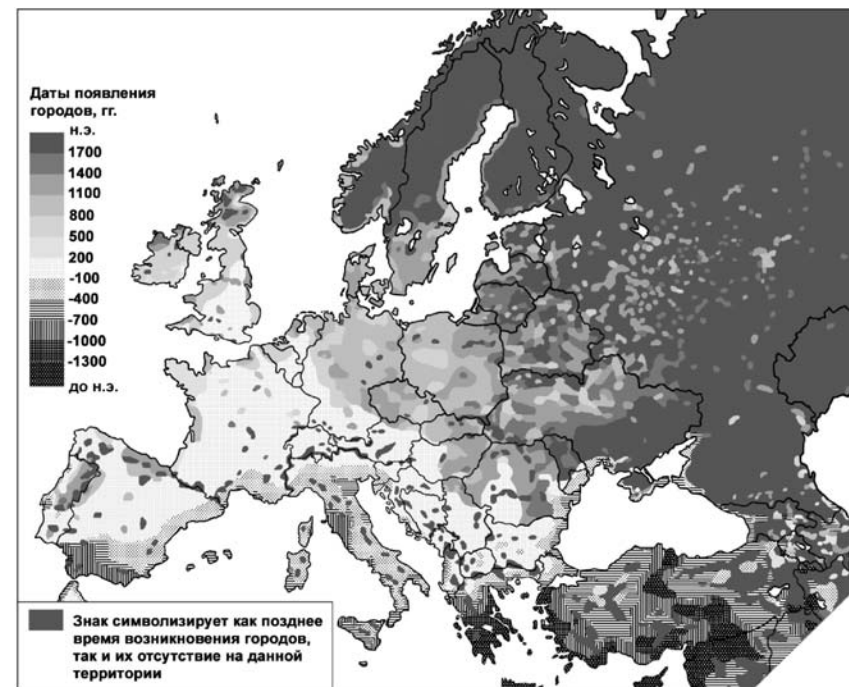 Даты появления
городов, гг.
н.э.
1700
1400
1100
800
500
200
-100
-400
-700
-1000
-1300
до н.э.
Знак символизирует как позднее
время возникновения городов,
так и их отсутствие на данной
территории